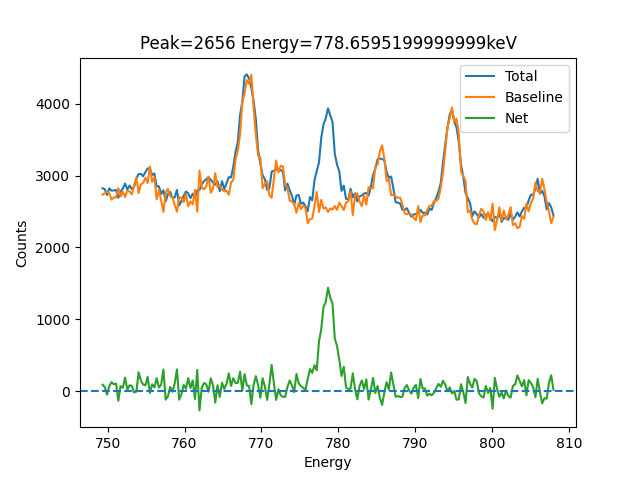 Peak=2656 Energy=778.6595199999999keV
Total
Baseline
Net
Counts
4000
3000
2000
1000
0
750 760 770 780 790 800 810
Energy